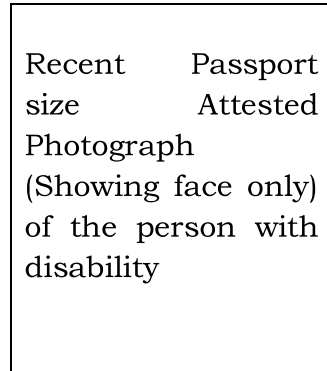 Recent Passport
size Attested
Photograph
(Showing face only)
of the person with
disability